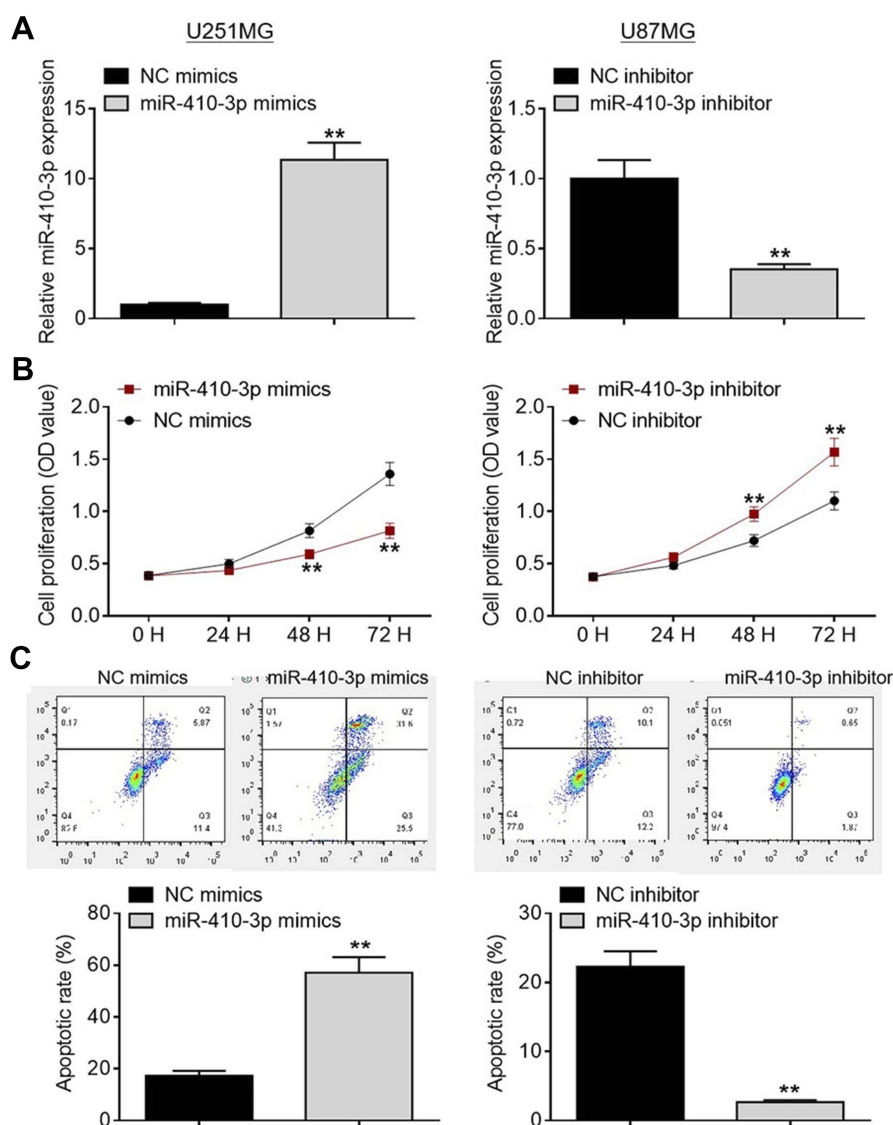 A
U251MG
U87MG
NC mimics
miR-410-3p mimics
NC inhibitor
miR-410-3p inhibitor
Relative miR-410-3p expression
15
10
5
0
**
Relative miR-410-3p expression
1.5
1.0
0.5
0.0
**
B
miR-410-3p mimics
NC mimics
miR-410-3p inhibitor
NC inhibitor
Cell proliferation (OD value)
2.0
1.5
1.0
0.5
0.0
** **
0 H 24 H 48 H 72 H
Cell proliferation (OD value)
2.0
1.5
1.0
0.5
0.0
** **
0 H 24 H 48 H 72 H
C
NC mimics
miR-410-3p mimics
NC inhibitor
miR-410-3p inhibitor
Q2
0.17
Q4
Q3
11.4
Q1
Q2
Q4
41.3
Q3
25.5
0.72
Q2
10.1
77.0
Q3
12.2
Q1
0.051
0.65
Q4
Q3
1.87
NC mimics
miR-410-3p mimics
NC inhibitor
miR-410-3p inhibitor
Apoptotic rate (%)
80
60
40
20
0
**
Apoptotic rate (%)
30
20
10
0
**